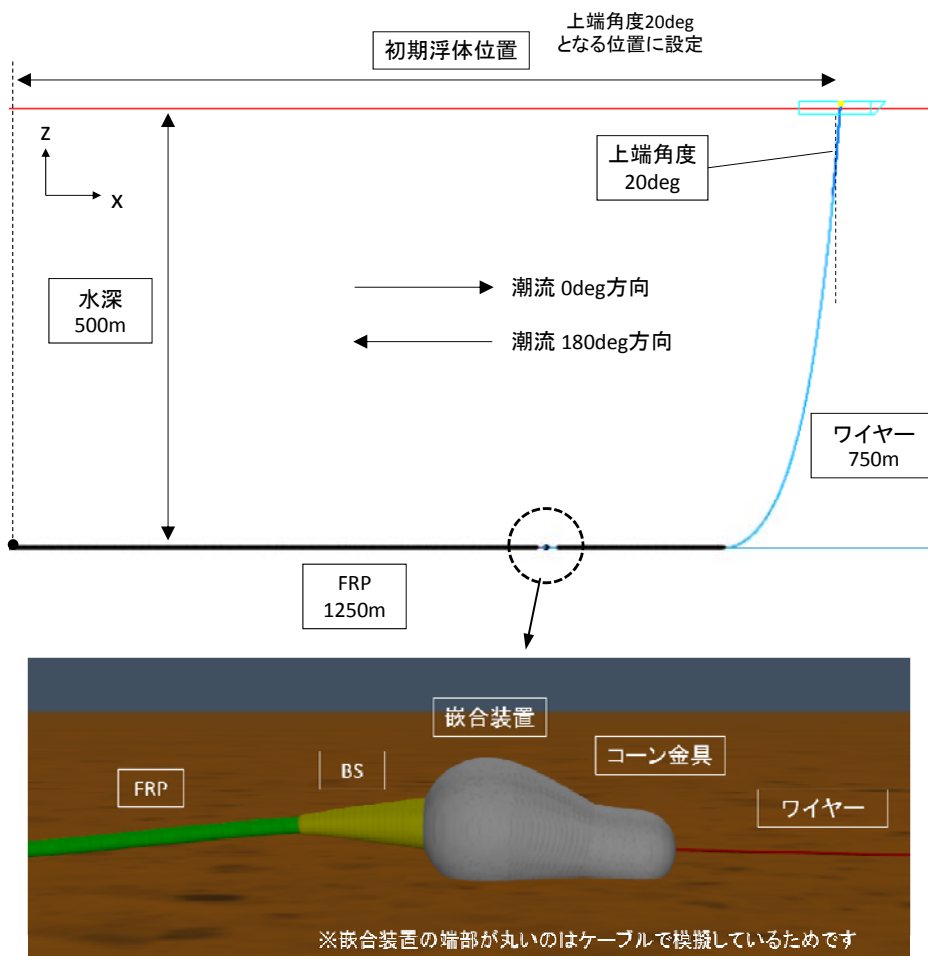 上端角度20deg
となる位置に設定
初期浮体位置
z
x
上端角度
20deg
水深
500m
潮流 0deg方向
潮流 180deg方向
ワイヤー
750m
FRP
1250m
嵌合装置
コーン金具
BS
FRP
ワイヤー
※嵌合装置の端部が丸いのはケーブルで模擬しているためです